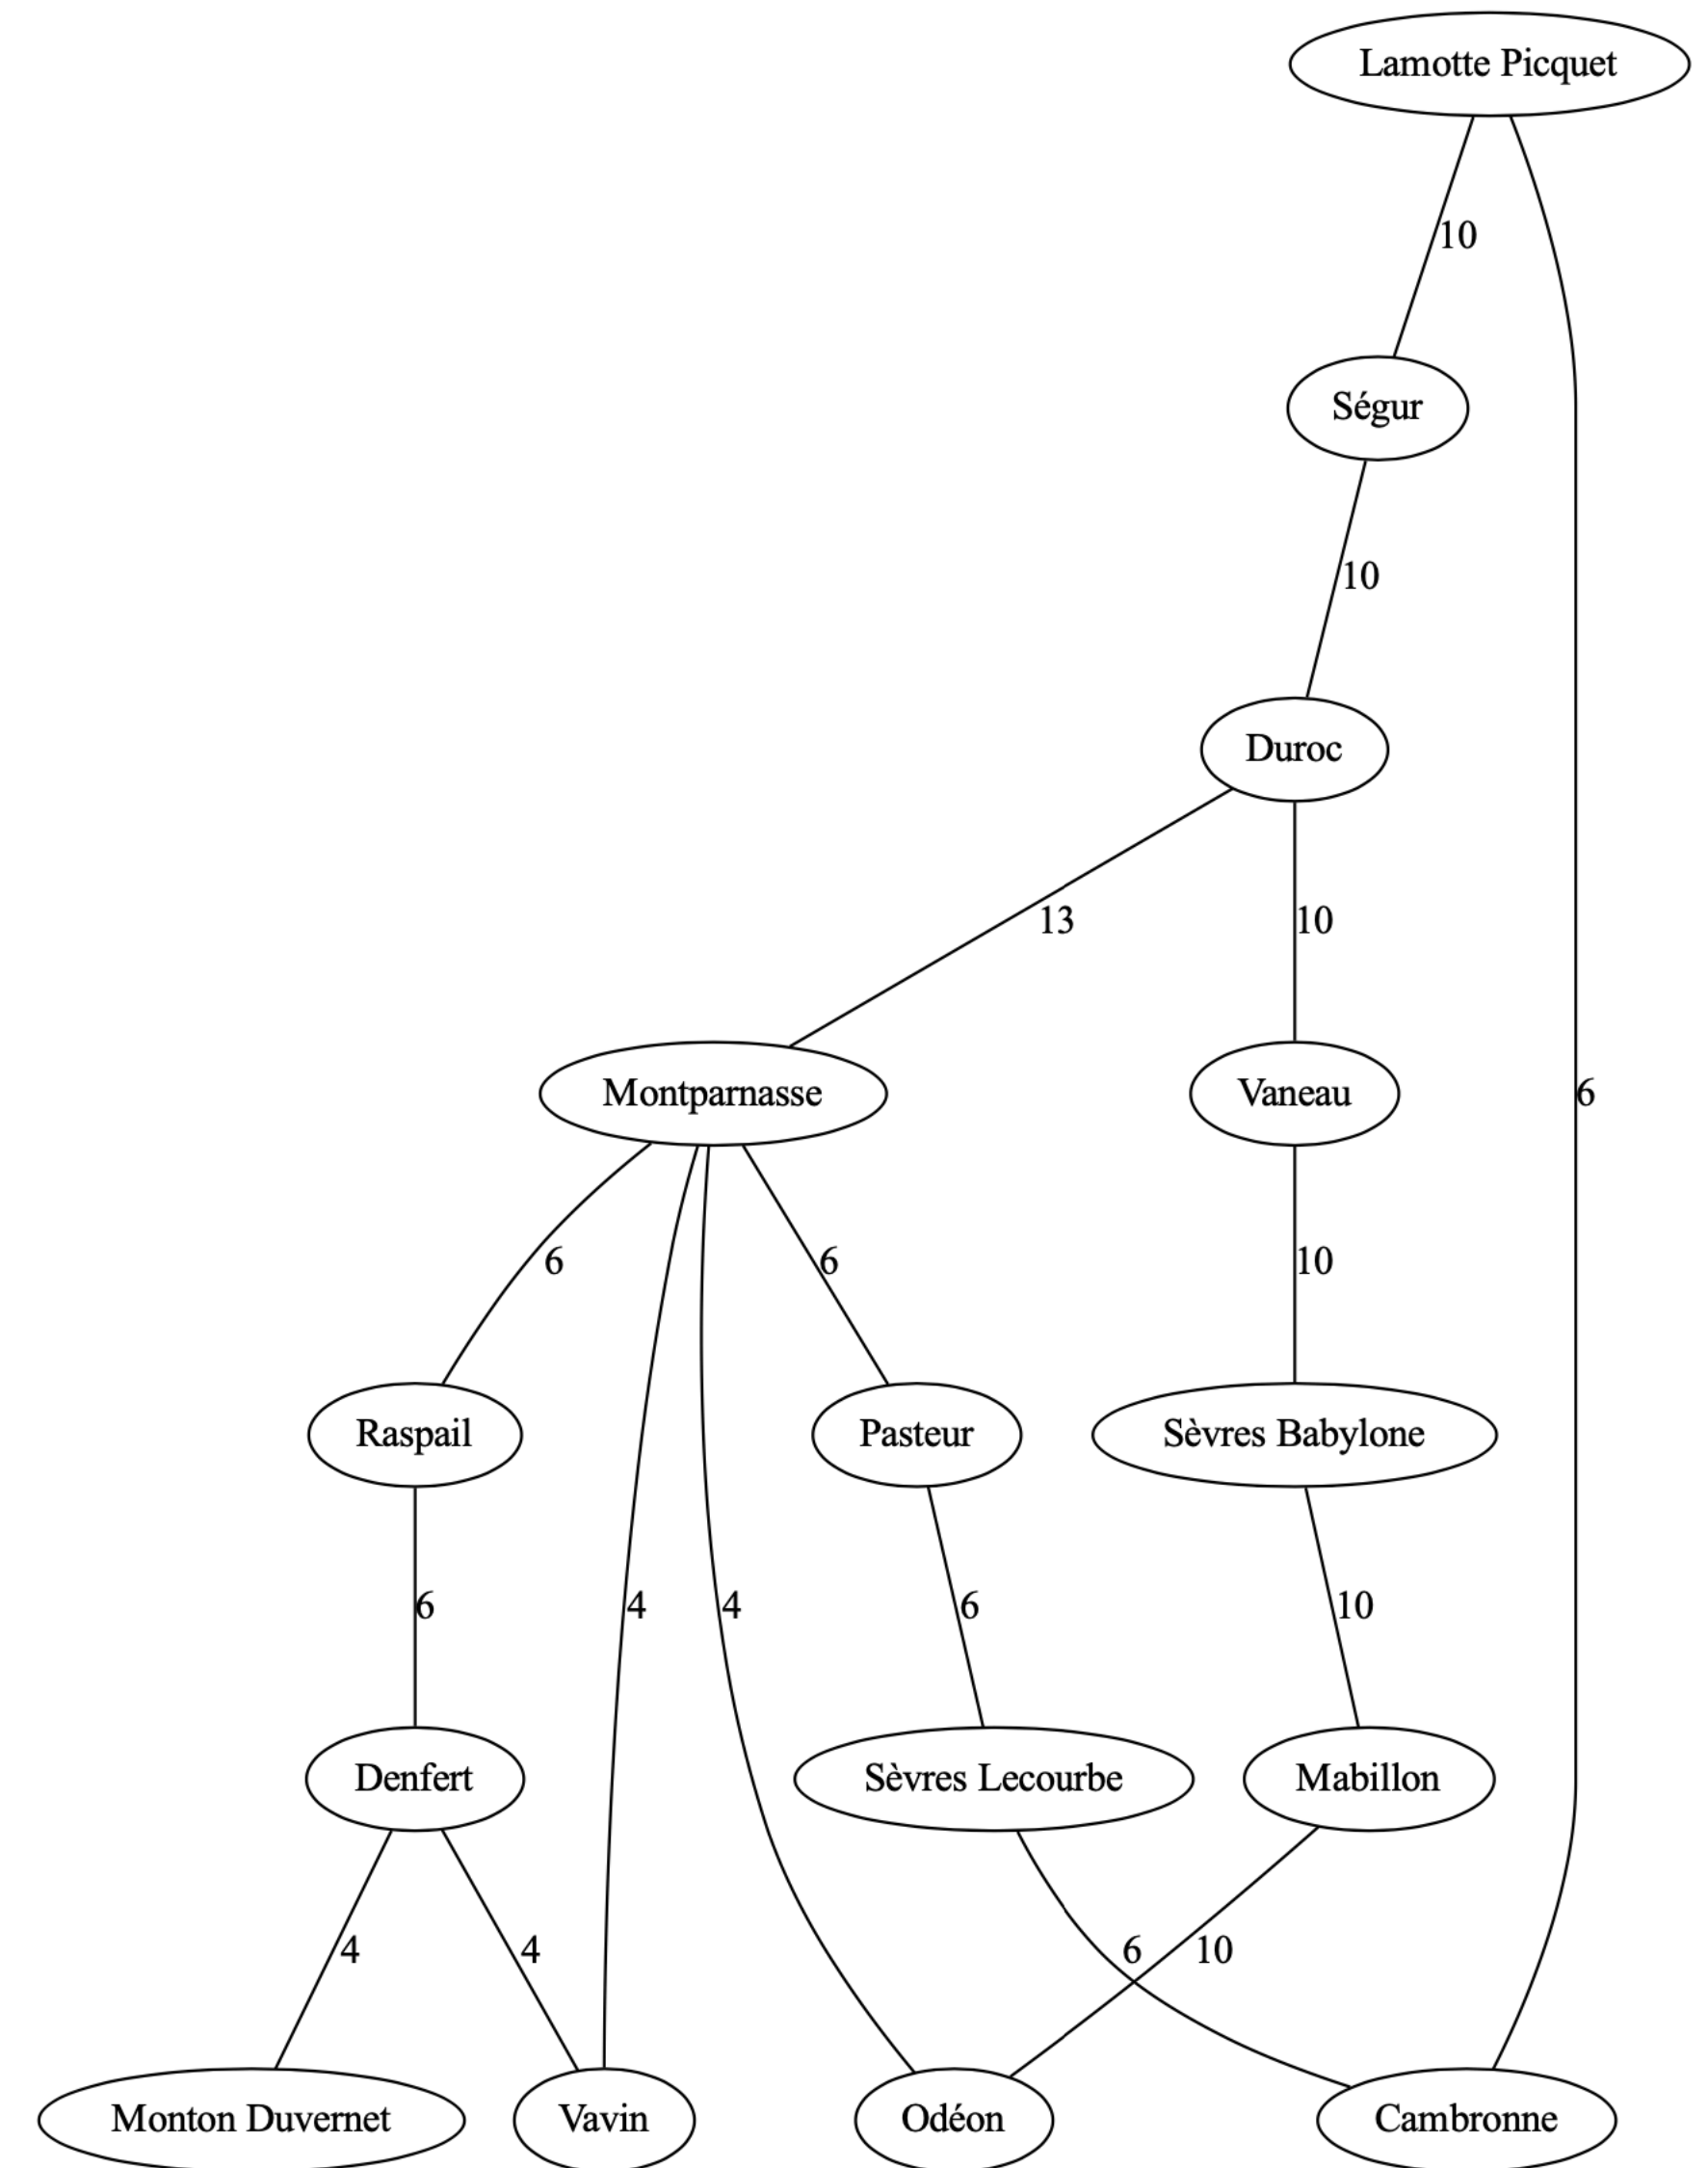 Lamotte Picquet
10
Ségur
10
Duroc
13
10
Montparnasse
Vaneau
6
6
6
10
Raspail
Pasteur
Sèvres Babylone
6
4
4
6
10
Denfert
Sèvres Lecourbe
Mabillon
4
4
6
10
Monton Duvernet
Vavin
Odéon
Cambronne